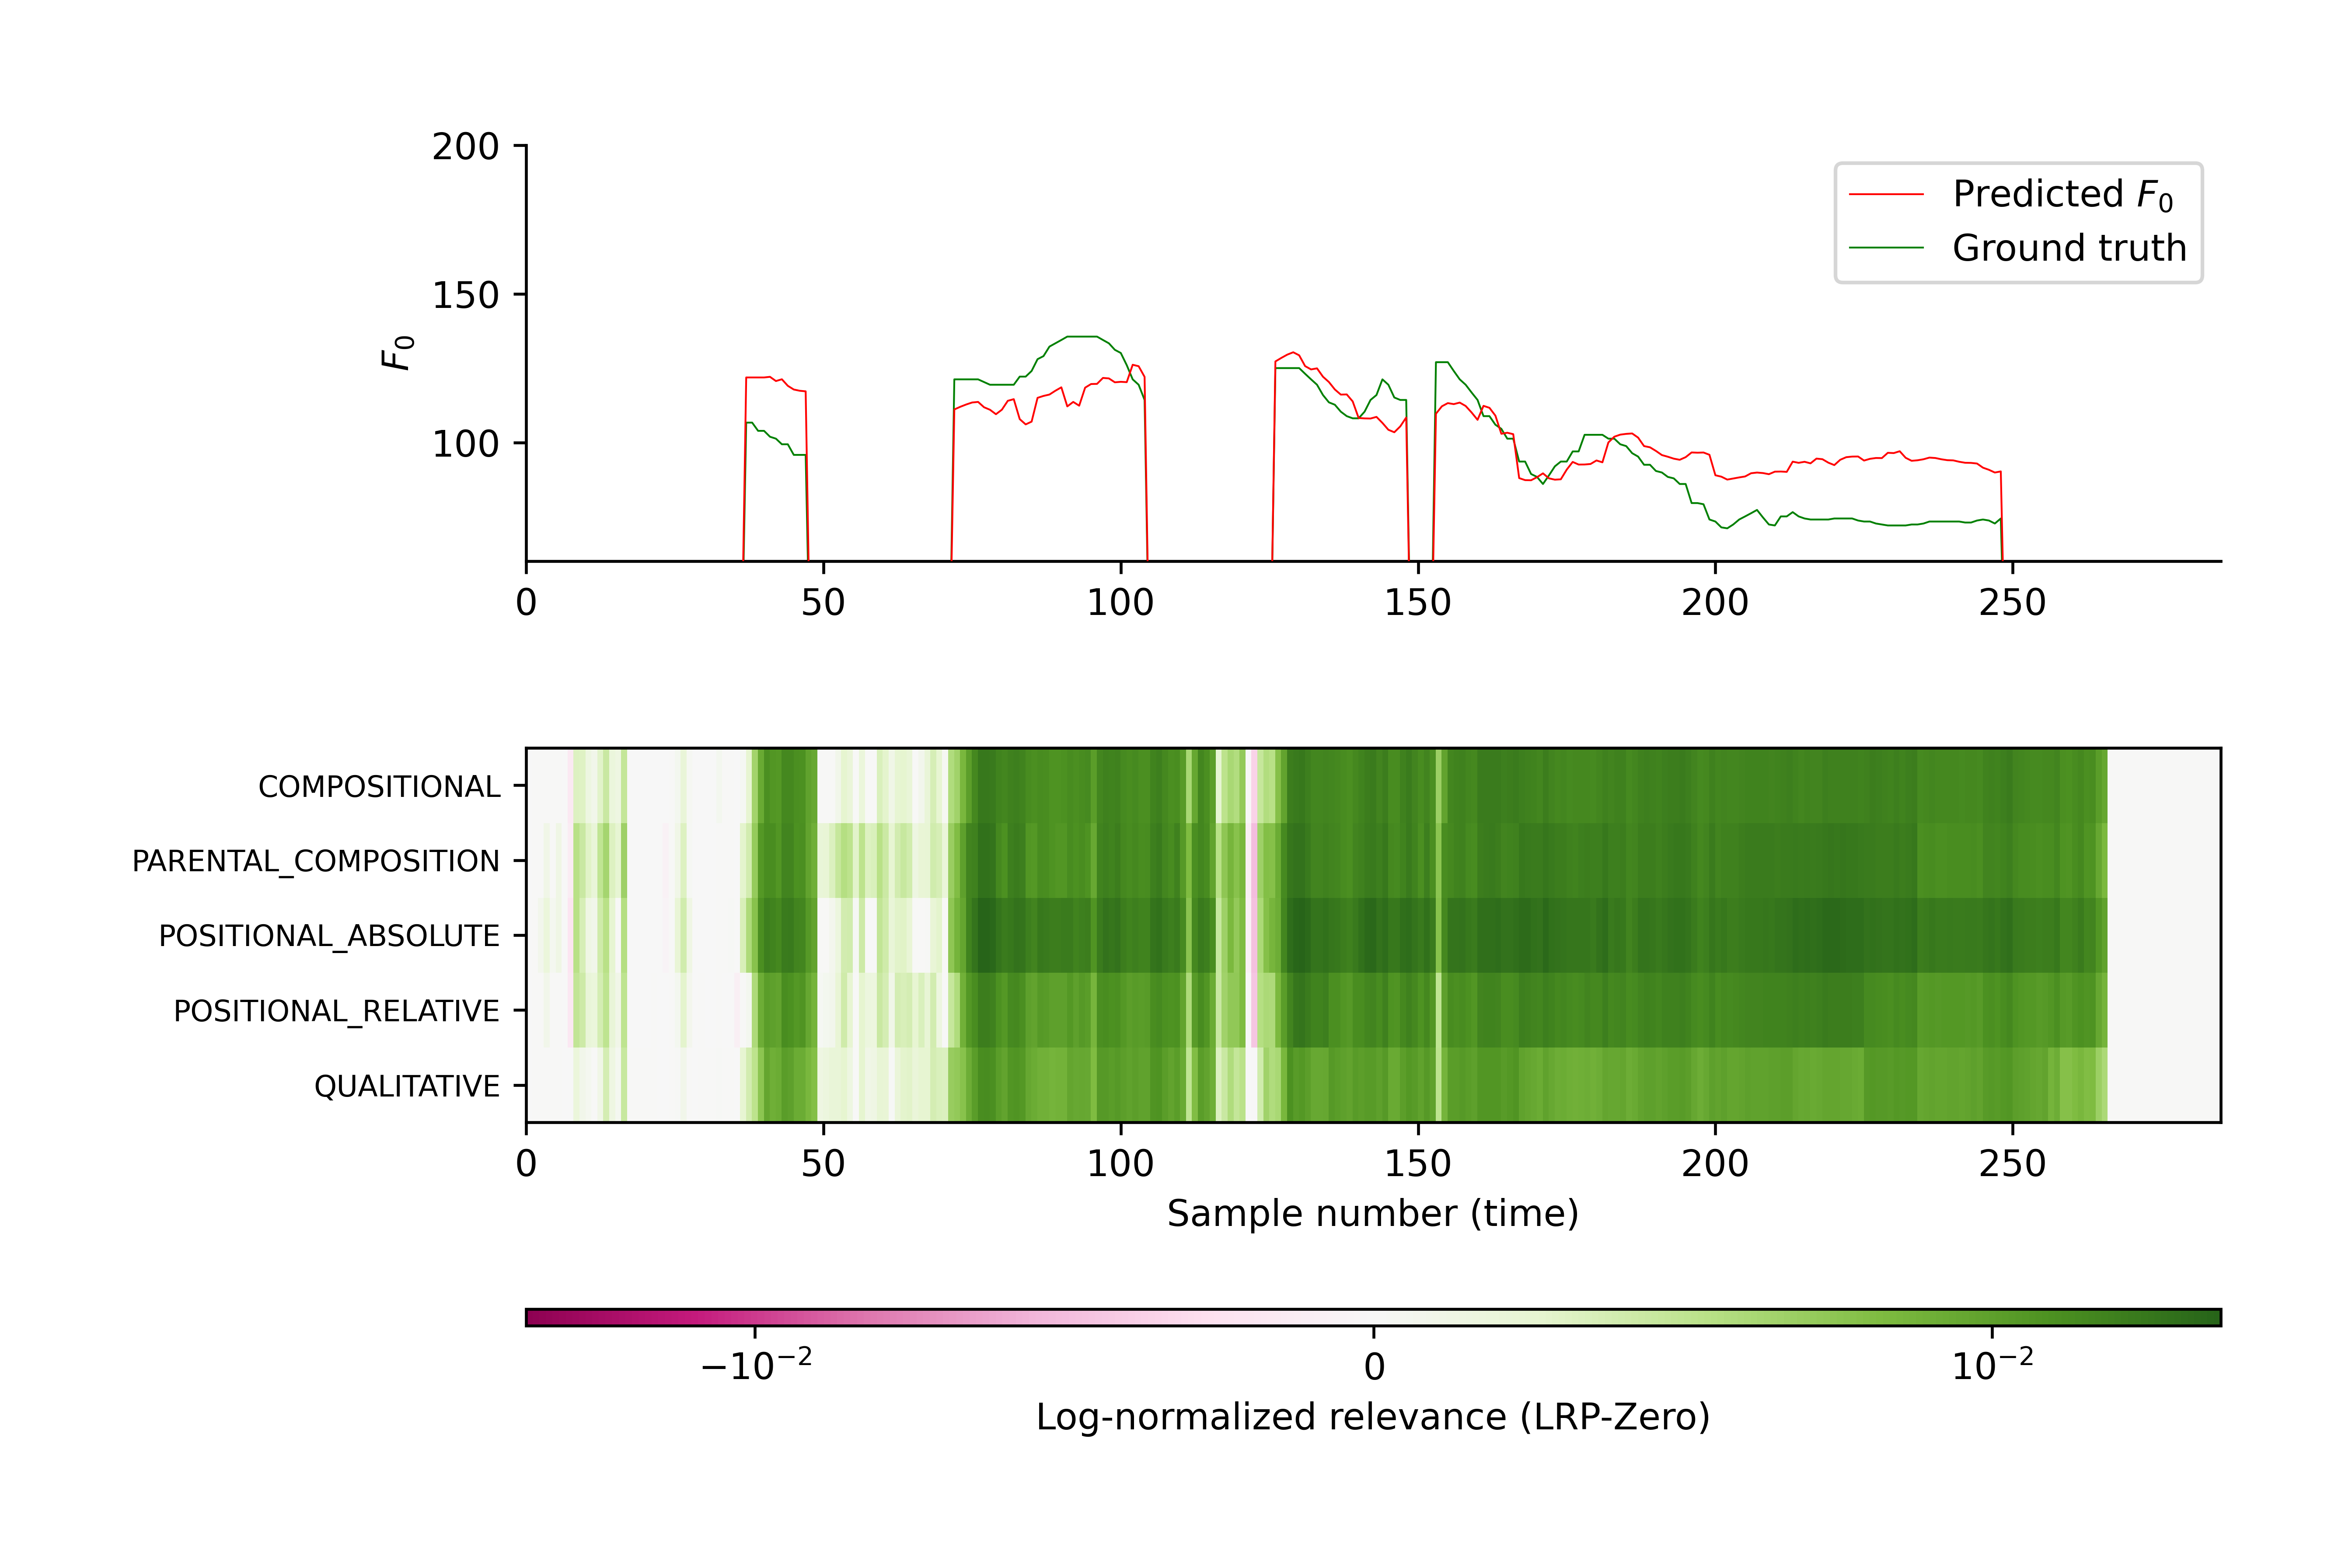 200
150
100
F₀
Predicted F₀
Ground truth
0 50 100 150 200 250
COMPOSITIONAL
PARENTAL_COMPOSITION
POSITIONAL_ABSOLUTE
POSITIONAL_RELATIVE
QUALITATIVE
0 50 100 150 200 250
Sample number (time)
−10⁻² 0 10⁻²
Log-normalized relevance (LRP-Zero)